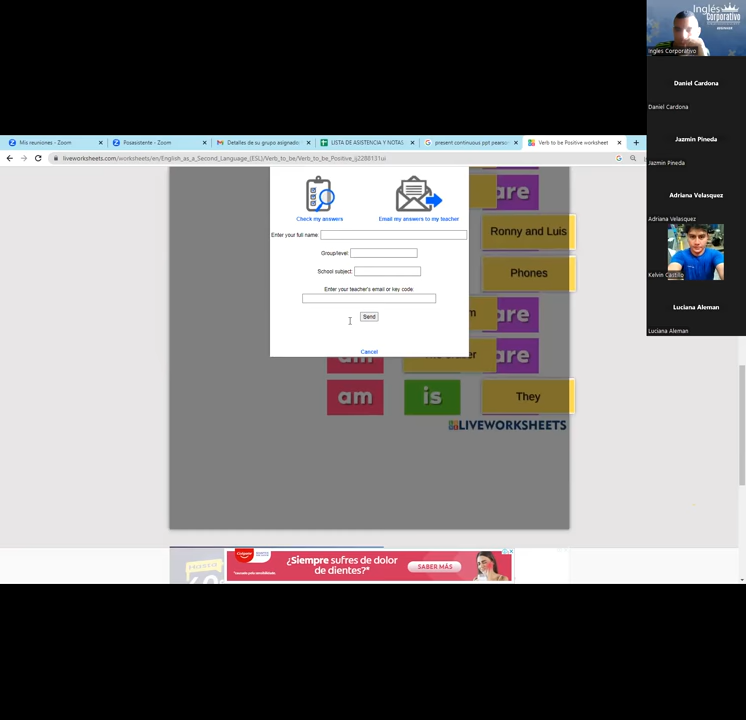 Inglés
Corporativo
Ingles Corporativo
Daniel Cardona
Daniel Cardona
Jazmin Pineda
Jazmin Pineda
Adriana Velasquez
Adriana Velasquez
Kelvin Castillo
Luciana Aleman
Luciana Aleman
Mis reuniones - Zoom
Posasistente - Zoom
Detalles de su grupo asignado
LISTA DE ASISTENCIA Y NOTAS
present continuous ppt pearso
Verb to be Positive worksheet
liveworksheets.com/worksheets/en/English_as_a_Second_Language_(ESL)/Verb_to_be/Verb_to_be_Positive_jj2288131ui
Check my answers
Email my answers to my teacher
Enter your full name:
Group/level:
School subject:
Enter your teacher's email or key code:
Send
Cancel
are
Ronny and Luis
Phones
are
are
am
is
They
LIVEWORKSHEETS
Colgate
¿Siempre sufres de dolor
de dientes?*
SABER MÁS